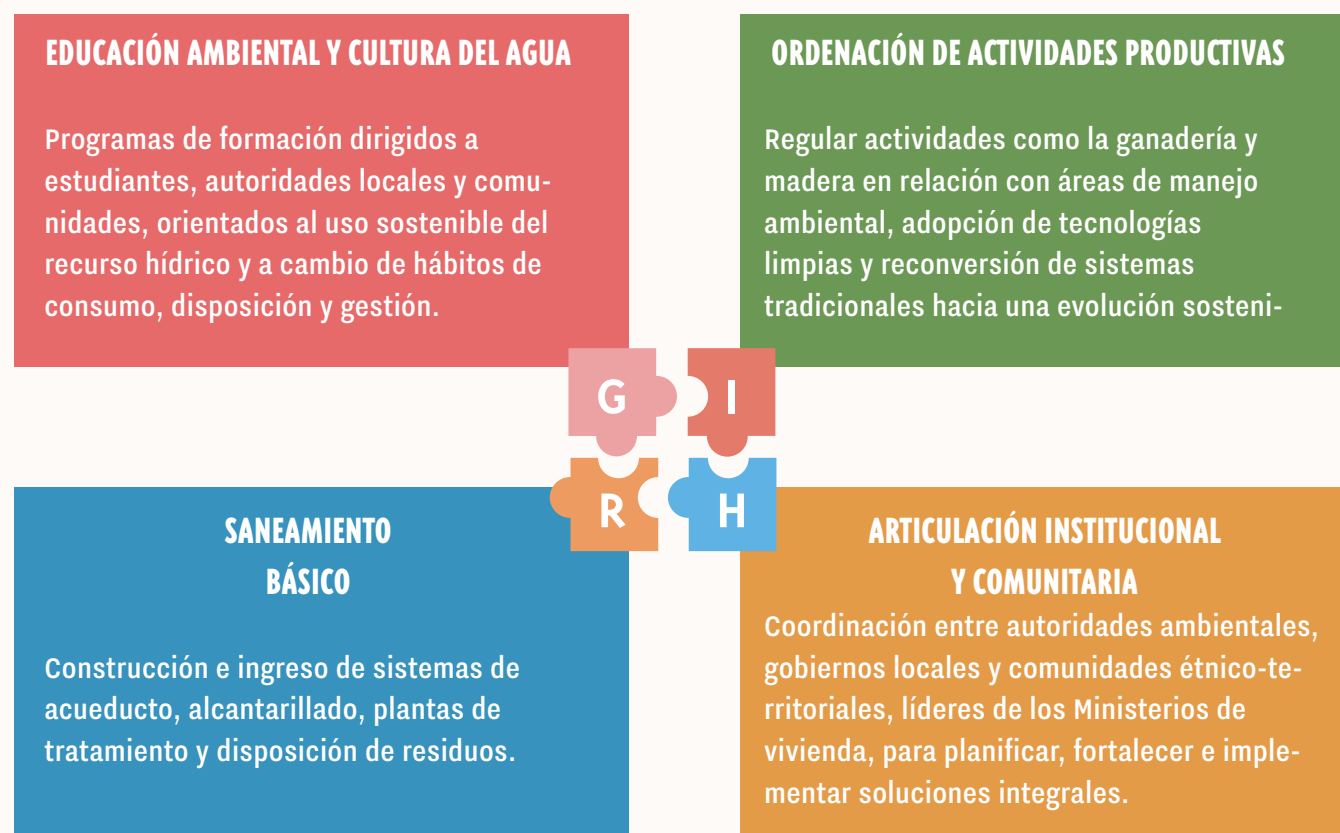 EDUCACIÓN AMBIENTAL Y CULTURA DEL AGUA
Programas de formación dirigidos a
estudiantes, autoridades locales y comu-
nidades, orientados al uso sostenible del
recurso hídrico y a cambio de hábitos de
consumo, disposición y gestión.
ORDENACIÓN DE ACTIVIDADES PRODUCTIVAS
Regular actividades como la ganadería y
madera en relación con áreas de manejo
ambiental, adopción de tecnologías
limpias y reconversión de sistemas
tradicionales hacia una evolución sosteni-
G I
R H
SANEAMIENTO
BÁSICO
Construcción e ingreso de sistemas de
acueducto, alcantarillado, plantas de
tratamiento y disposición de residuos.
ARTICULACIÓN INSTITUCIONAL
Y COMUNITARIA
Coordinación entre autoridades ambientales,
gobiernos locales y comunidades étnico-te-
rritoriales, líderes de los Ministerios de
vivienda, para planificar, fortalecer e imple-
mentar soluciones integrales.